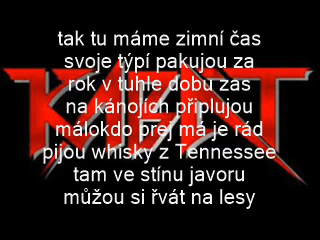 KABÁT
tak tu máme zimní čas
svoje týpí pakujou za
rok v tuhle dobu zas
na kánojích připlujou
málokdo prej má je rád
pijou whisky z Tennessee
tam ve stínu javoru
můžou si řvát na lesy